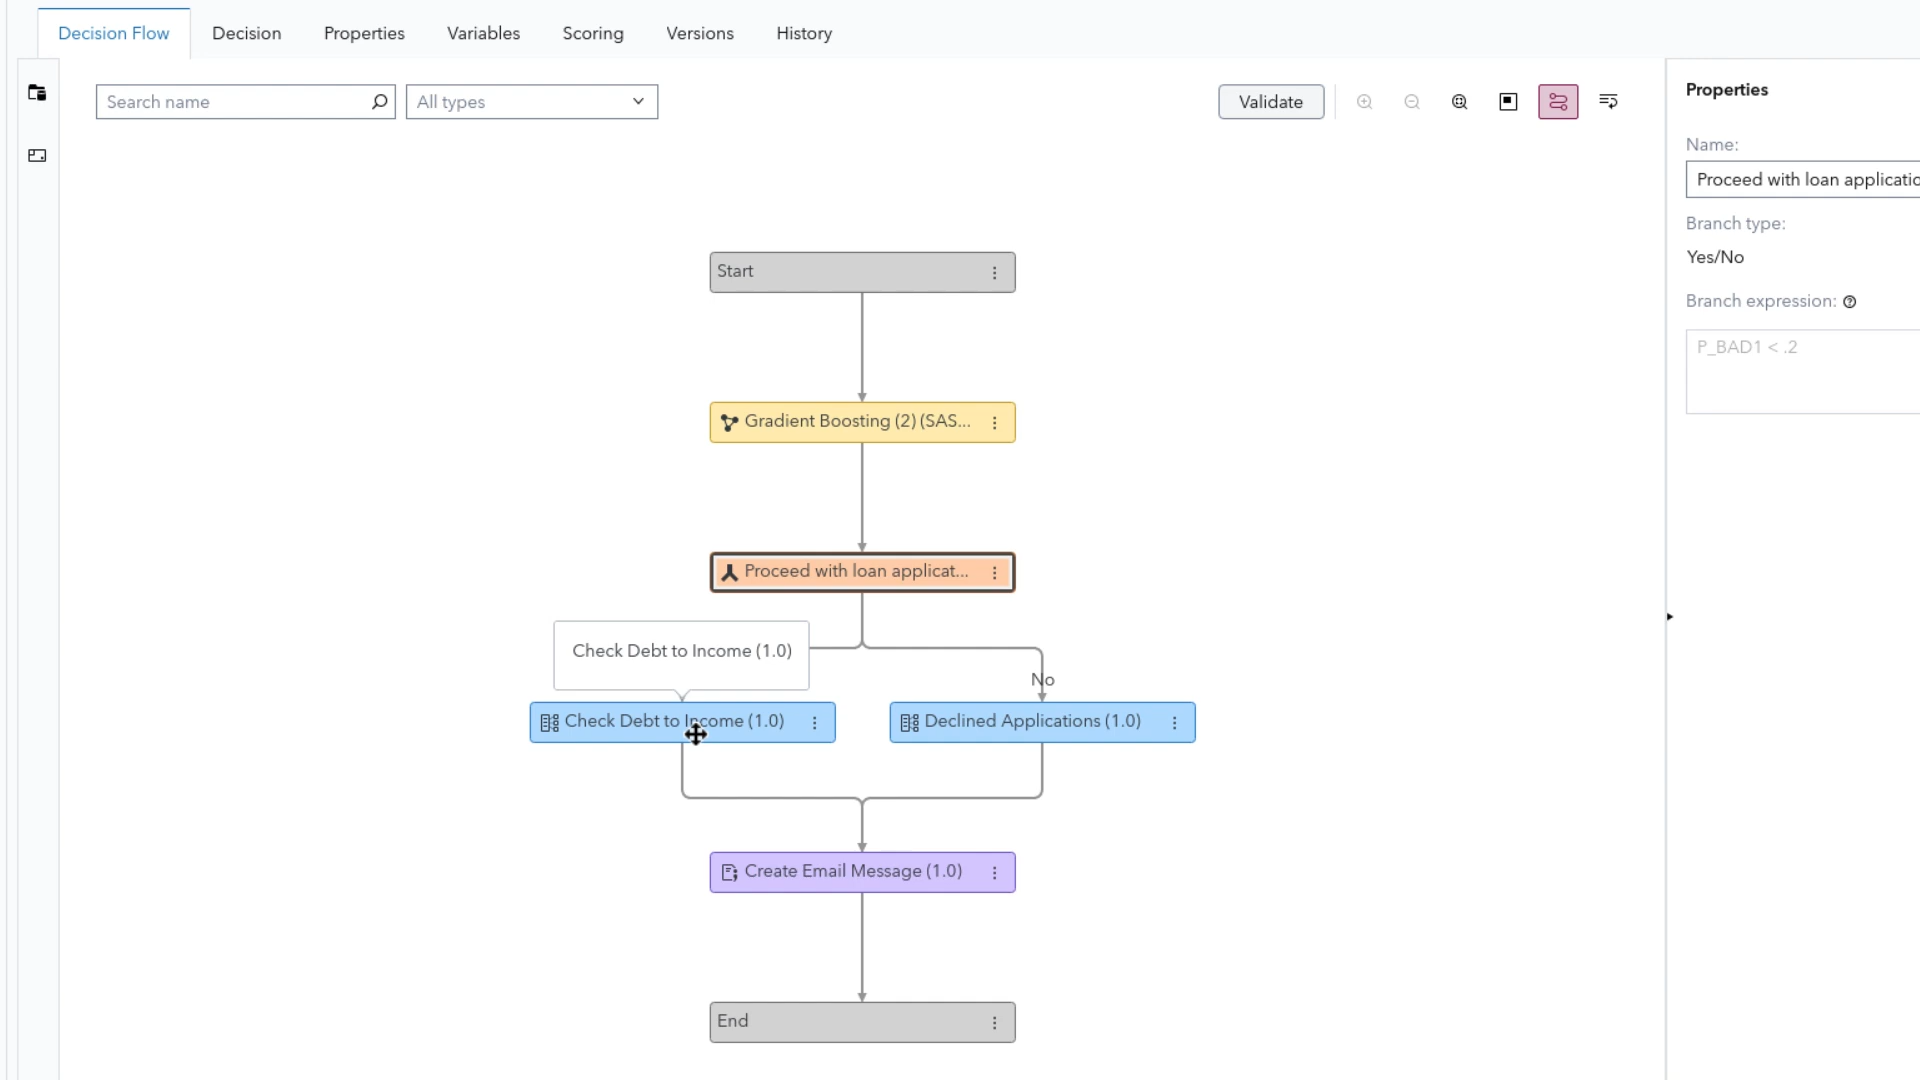 Decision Flow Decision Properties Variables Scoring Versions History
Search name All types Validate
Properties
Name:
Proceed with loan applicatio
Branch type:
Yes/No
Branch expression:
P_BAD1 < .2
Start
Gradient Boosting (2) (SAS...
Proceed with loan applicat...
Check Debt to Income (1.0)
No
Check Debt to Income (1.0) Declined Applications (1.0)
Create Email Message (1.0)
End